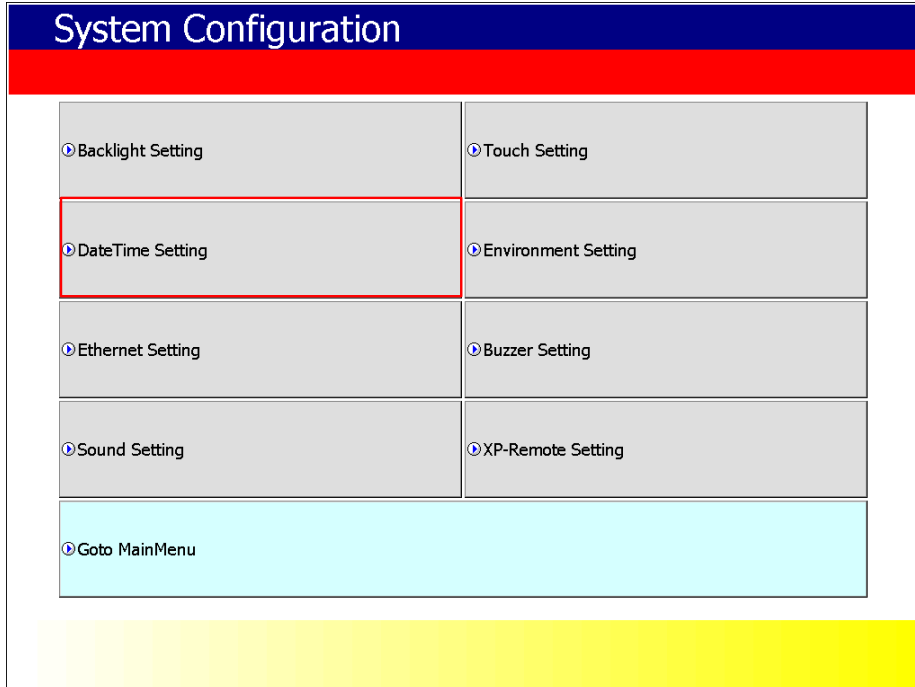 System Configuration
Backlight Setting
Touch Setting
DateTime Setting
Environment Setting
Ethernet Setting
Buzzer Setting
Sound Setting
XP-Remote Setting
Goto MainMenu